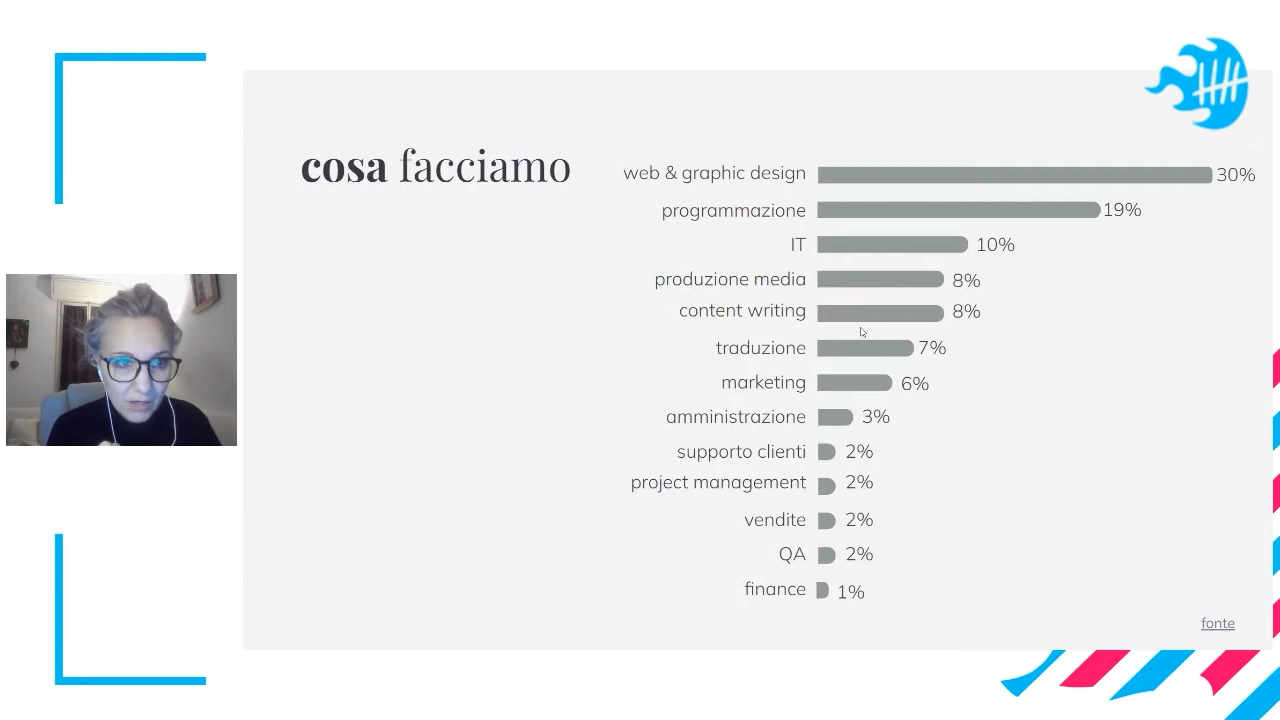 cosa facciamo
web & graphic design 30%
programmazione 19%
IT 10%
produzione media 8%
content writing 8%
traduzione 7%
marketing 6%
amministrazione 3%
supporto clienti 2%
project management 2%
vendite 2%
QA 2%
finance 1%
fonte